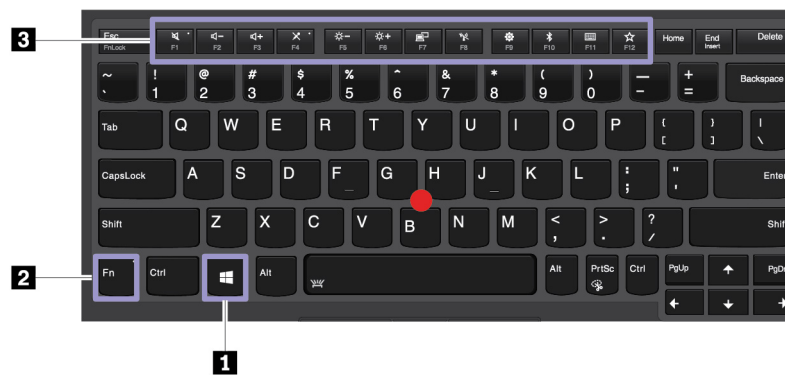 3
Esc
FnLock
F1 F2 F3 F4 F5 F6 F7 F8 F9 F10 F11 F12
Home End Insert Delete
~ ` ! 1 @ 2 # 3 $ 4 % 5 ^ 6 & 7 * 8 ( 9 ) 0 — - + = Backspace
Tab Q W E R T Y U I O P { [ } ] | \
CapsLock A S D F G H J K L : ; " ' Enter
Shift Z X C V B N M < , > . ? / Shif
2
Fn Ctrl Alt Alt PrtSc Ctrl PgUp PgDn
1